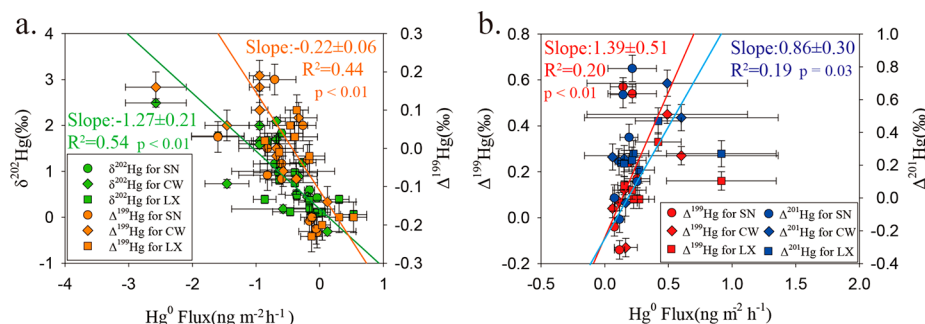 a.
4
3
2
1
0
-1
δ²⁰²Hg(‰)
0.3
0.2
0.1
0.0
-0.1
-0.2
-0.3
Δ¹⁹⁹Hg(‰)
Slope:-0.22±0.06
R²=0.44
p < 0.01
Slope:-1.27±0.21
R²=0.54 p < 0.01
δ²⁰²Hg for SN
δ²⁰²Hg for CW
δ²⁰²Hg for LX
Δ¹⁹⁹Hg for SN
Δ¹⁹⁹Hg for CW
Δ¹⁹⁹Hg for LX
-4 -3 -2 -1 0 1
Hg⁰ Flux(ng m⁻²h⁻¹)
b.
0.8
0.6
0.4
0.2
0.0
-0.2
Δ¹⁹⁹Hg(‰)
1.0
0.8
0.6
0.4
0.2
0.0
-0.2
-0.4
Δ²⁰¹Hg(‰)
Slope:1.39±0.51
R²=0.20
p < 0.01
Slope:0.86±0.30
R²=0.19 p = 0.03
Δ¹⁹⁹Hg for SN Δ²⁰¹Hg for SN
Δ¹⁹⁹Hg for CW Δ²⁰¹Hg for CW
Δ¹⁹⁹Hg for LX Δ²⁰¹Hg for LX
-0.5 0.0 0.5 1.0 1.5
Hg⁰ Flux(ng m² h⁻¹)